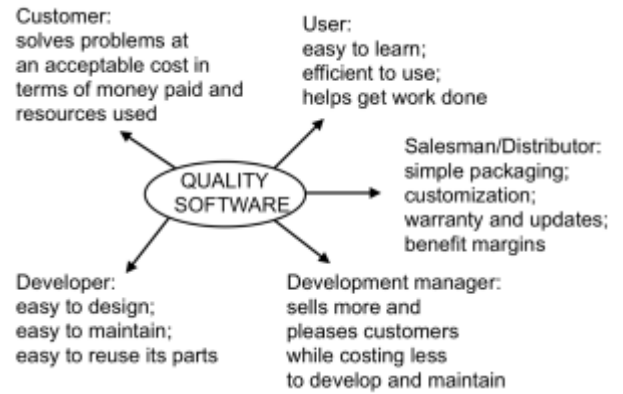 Customer:
solves problems at
an acceptable cost in
terms of money paid and
resources used
User:
easy to learn;
efficient to use;
helps get work done
Salesman/Distributor:
simple packaging;
customization;
warranty and updates;
benefit margins
QUALITY
SOFTWARE
Developer:
easy to design;
easy to maintain;
easy to reuse its parts
Development manager:
sells more and
pleases customers
while costing less
to develop and maintain